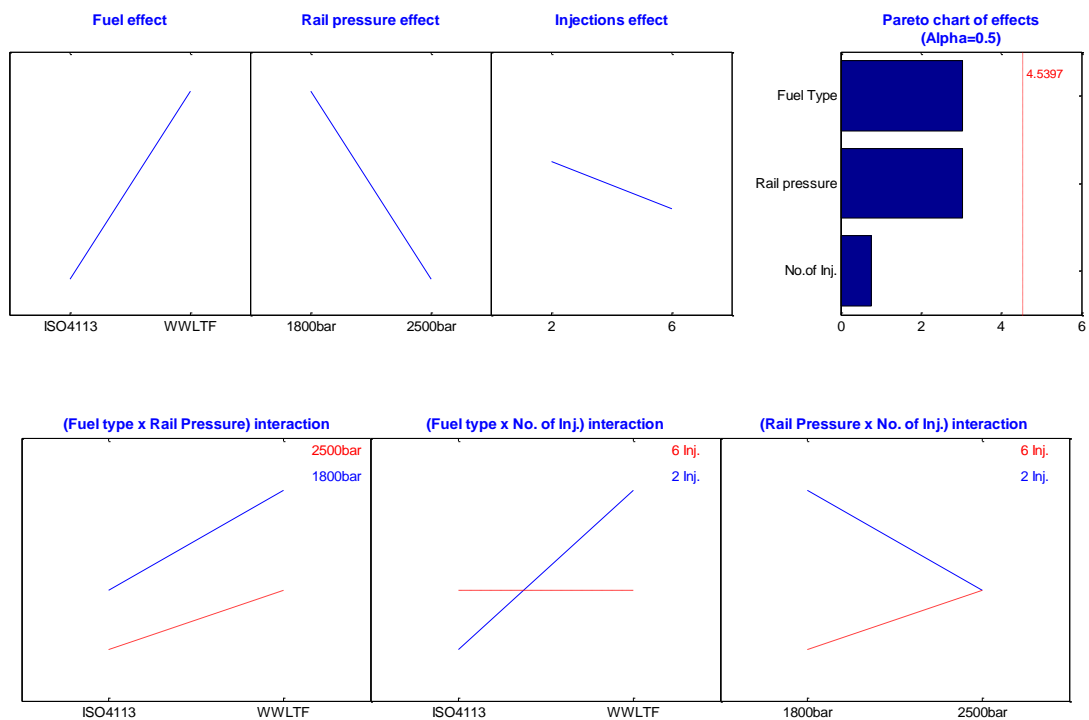 Fuel effect
Rail pressure effect
Injections effect
Pareto chart of effects
(Alpha=0.5)
4.5397
Fuel Type
Rail pressure
No.of Inj.
ISO4113
WWLTF
1800bar
2500bar
2
6
0
2
4
6
(Fuel type x Rail Pressure) interaction
(Fuel type x No. of Inj.) interaction
(Rail Pressure x No. of Inj.) interaction
2500bar
1800bar
6 Inj.
2 Inj.
6 Inj.
2 Inj.
ISO4113
WWLTF
ISO4113
WWLTF
1800bar
2500bar